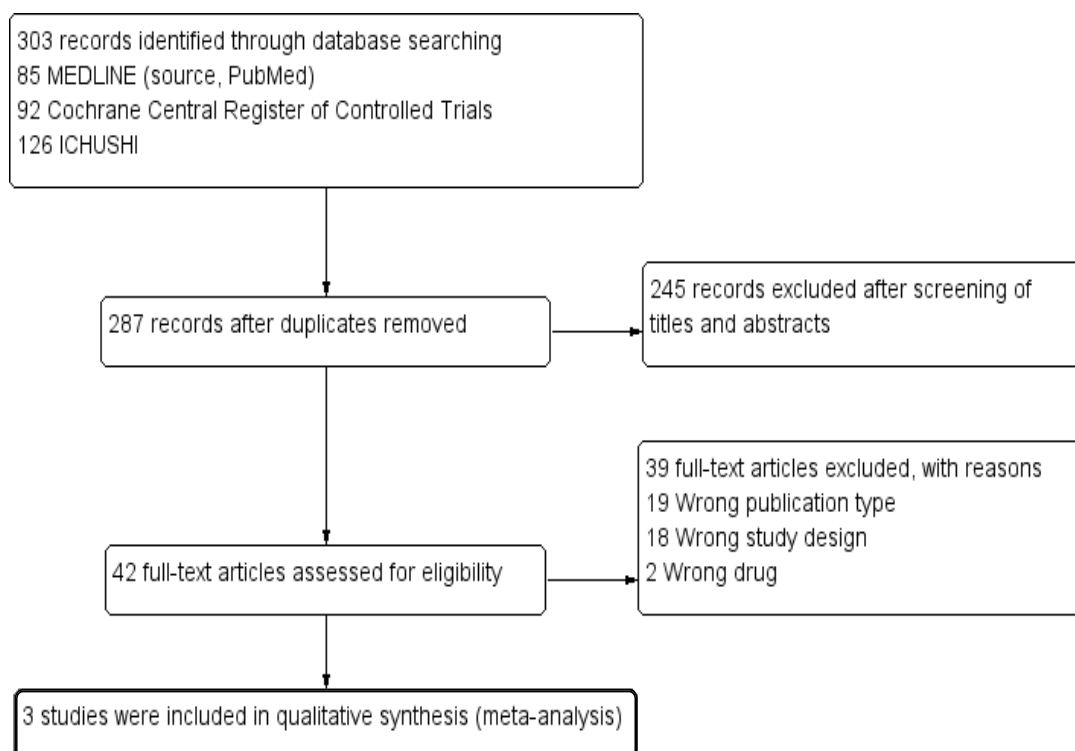 303 records identified through database searching
85 MEDLINE (source, PubMed)
92 Cochrane Central Register of Controlled Trials
126 ICHUSHI
287 records after duplicates removed
245 records excluded after screening of
titles and abstracts
39 full-text articles excluded, with reasons
19 Wrong publication type
18 Wrong study design
2 Wrong drug
42 full-text articles assessed for eligibility
3 studies were included in qualitative synthesis (meta-analysis)